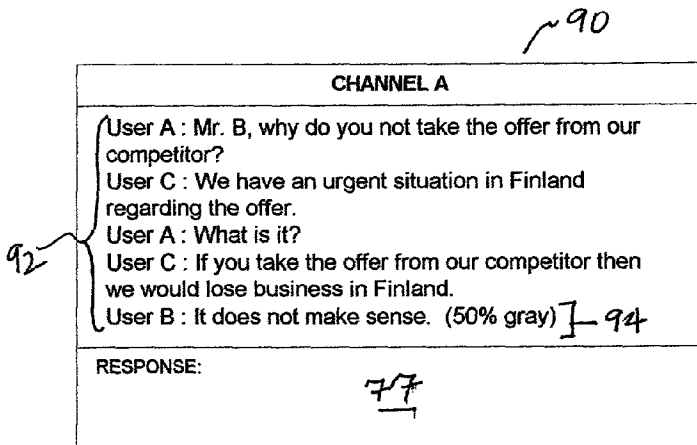 90
CHANNEL A
User A : Mr. B, why do you not take the offer from our
competitor?
User C : We have an urgent situation in Finland
regarding the offer.
User A : What is it?
User C : If you take the offer from our competitor then
we would lose business in Finland.
92
User B : It does not make sense. (50% gray) 94
RESPONSE:
77